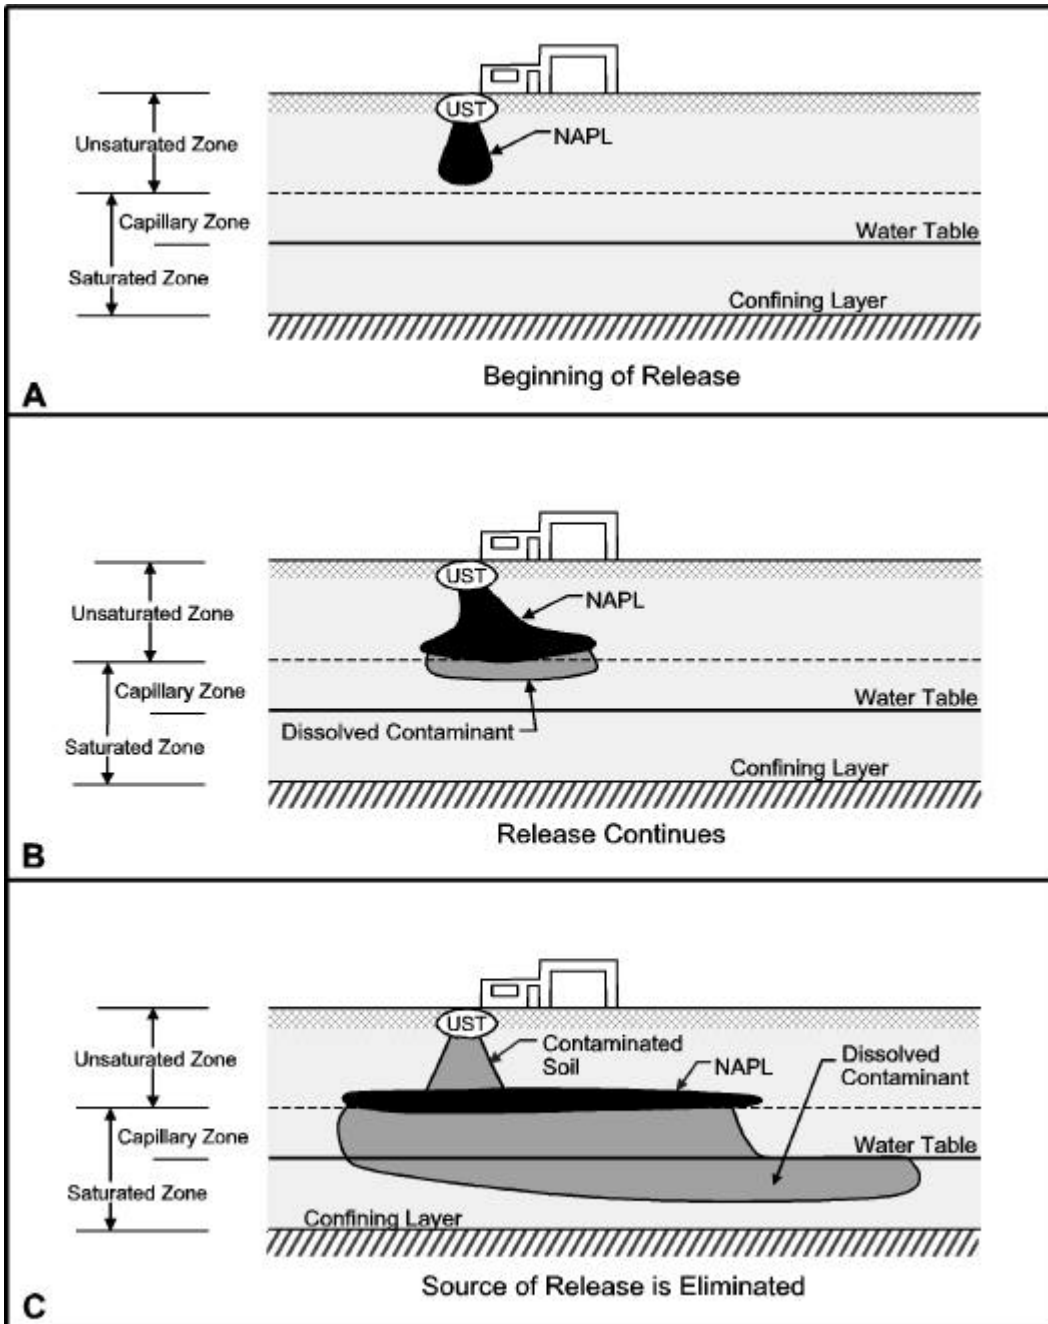 UST
Unsaturated Zone
NAPL
Capillary Zone
Water Table
Saturated Zone
Confining Layer
Beginning of Release
A
UST
Unsaturated Zone
NAPL
Capillary Zone
Water Table
Dissolved Contaminant
Saturated Zone
Confining Layer
Release Continues
B
UST
Unsaturated Zone
Contaminated
Soil
NAPL
Dissolved
Contaminant
Capillary Zone
Water Table
Saturated Zone
Confining Layer
Source of Release is Eliminated
C